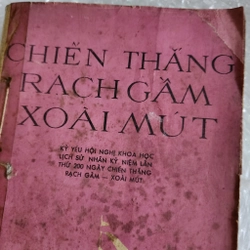 CHIẾN THẮNG
RẠCH GẦM
XOÀI MÚT
KỶ YẾU HỘI NGHỊ KHOA HỌC
LỊCH SỬ NHÂN KỶ NIỆM LẦN
THỨ 200 NGÀY CHIẾN THẮNG
RẠCH GẦM — XOÀI MÚT